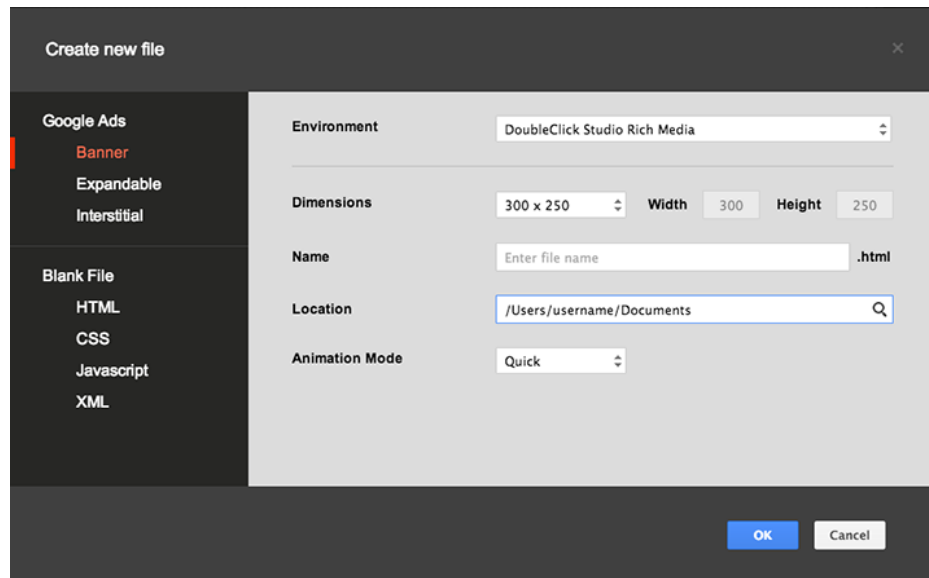 Create new file ×
Google Ads
Banner
Expandable
Interstitial
Blank File
HTML
CSS
Javascript
XML
Environment DoubleClick Studio Rich Media
Dimensions 300 x 250 Width 300 Height 250
Name Enter file name .html
Location /Users/username/Documents
Animation Mode Quick
OK Cancel